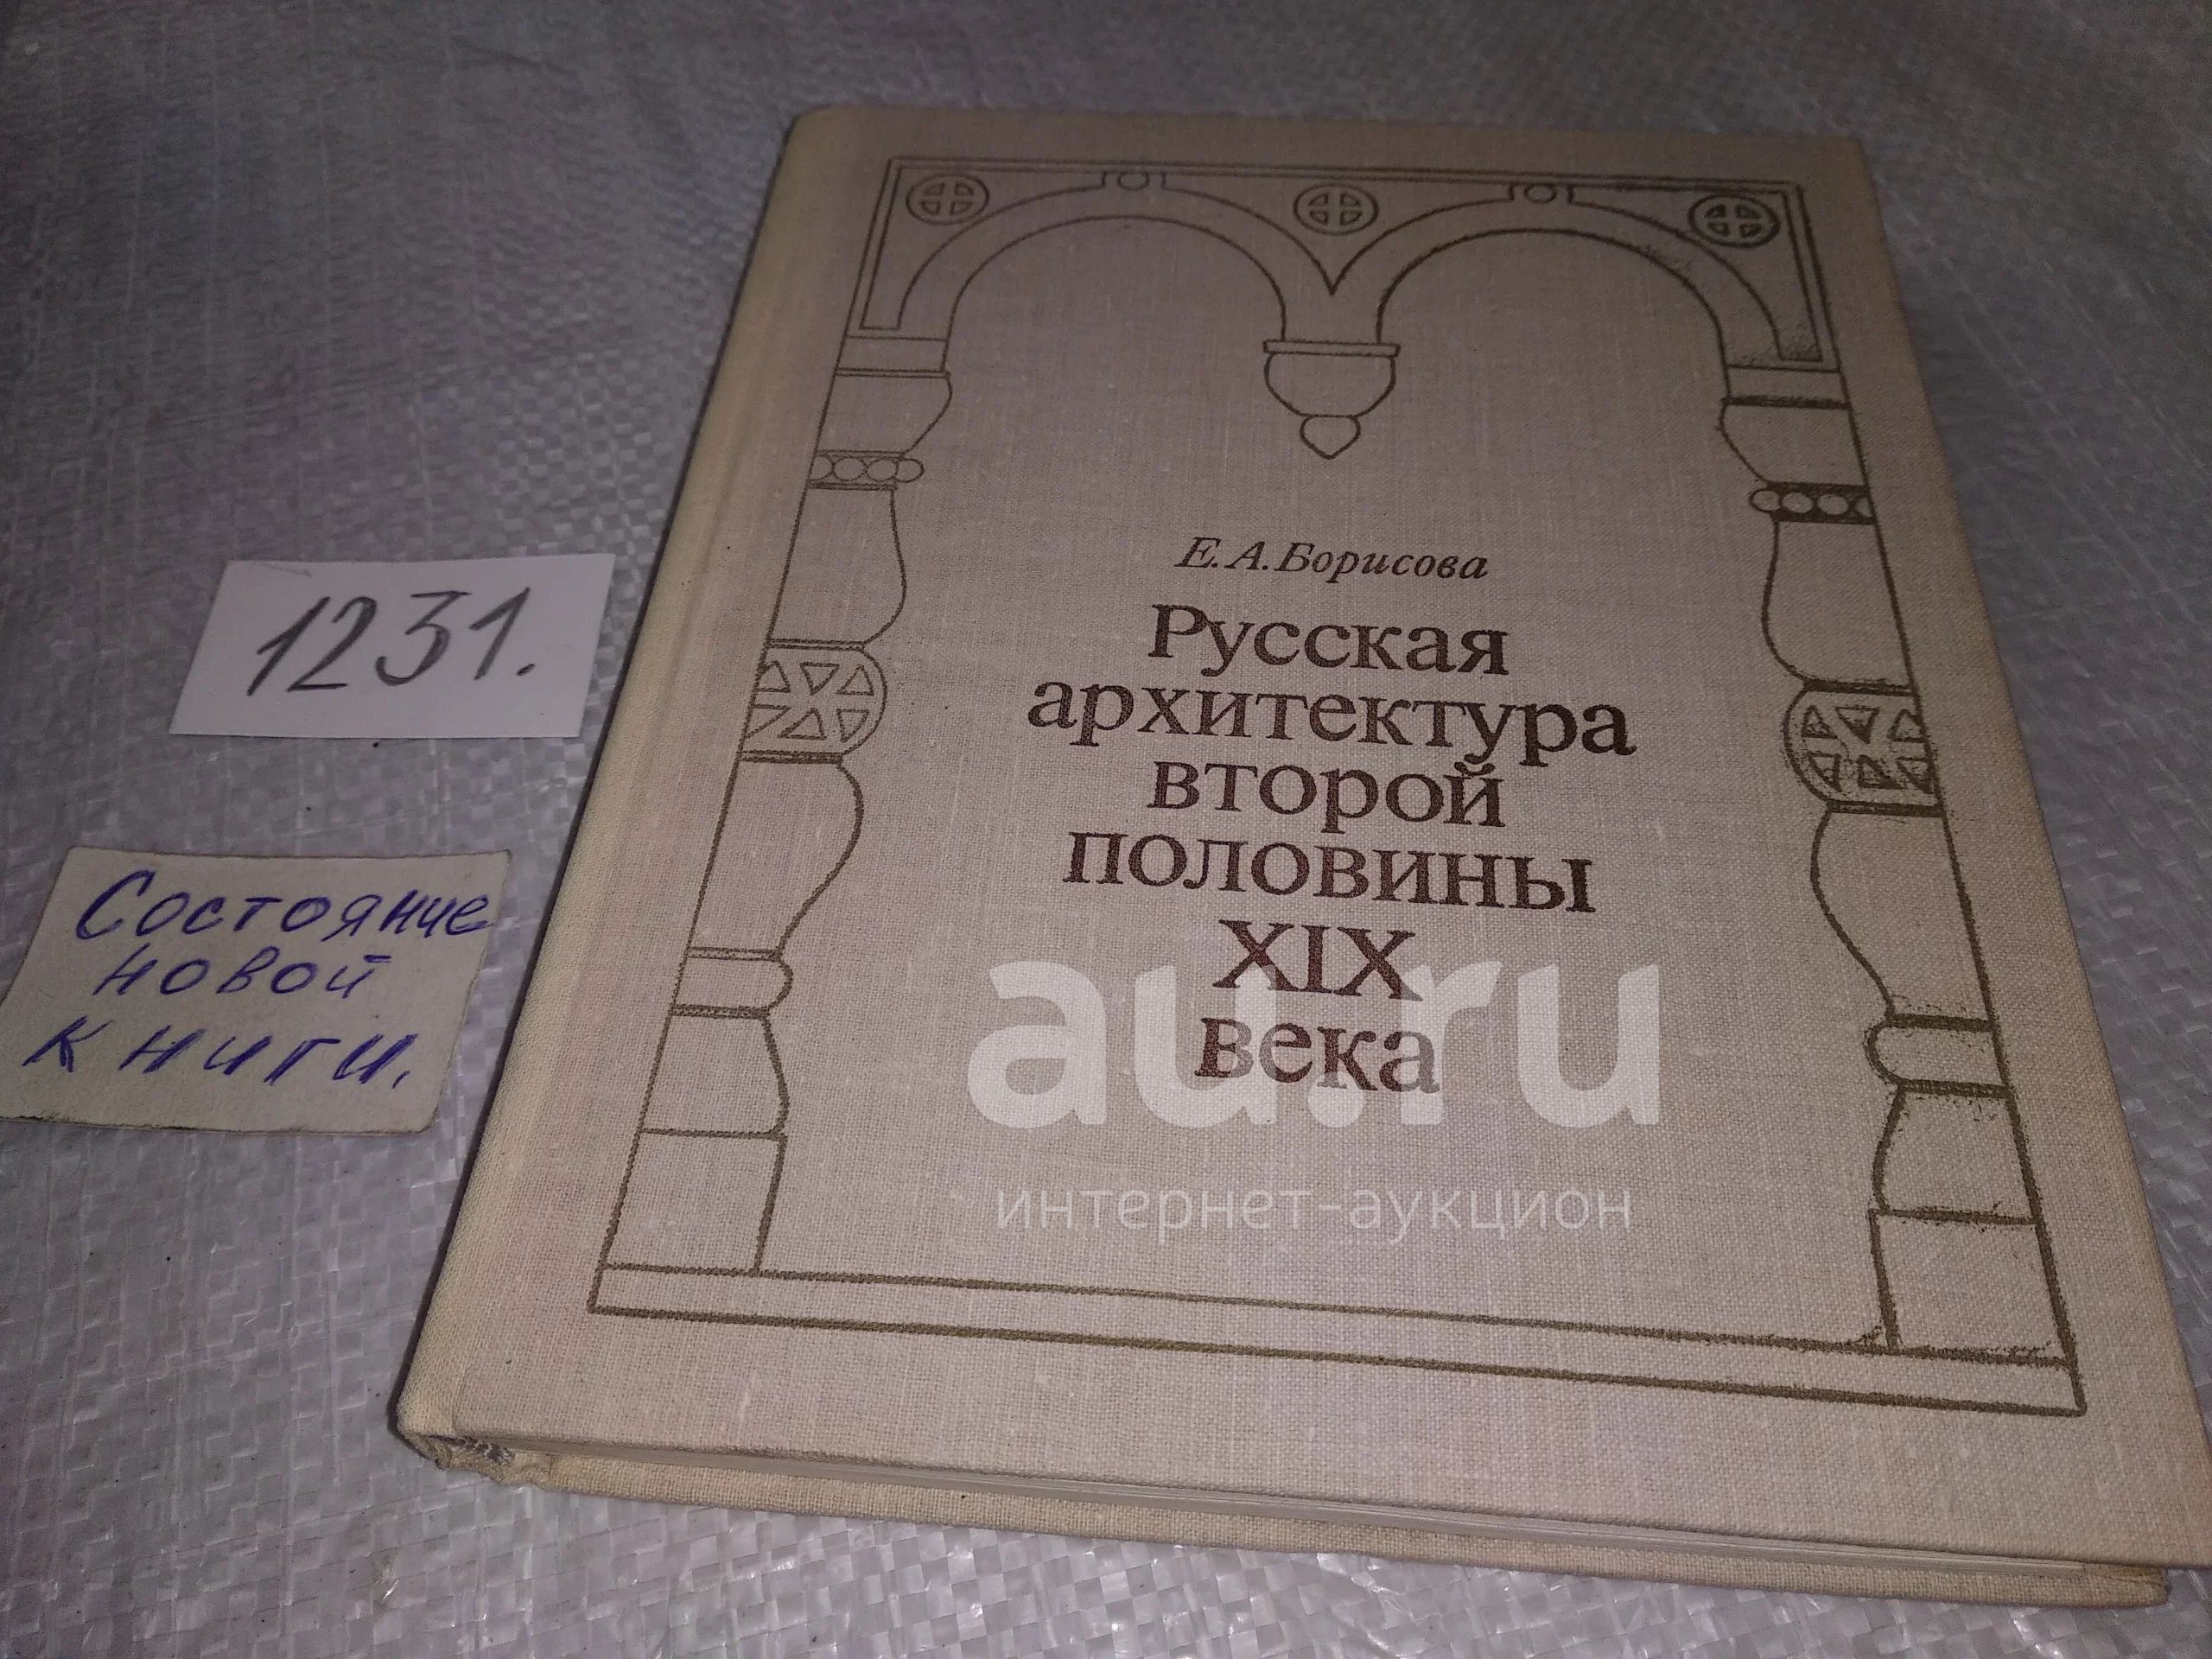 Е. А. Борисова
Русская
архитектура
второй
половины
XIX
века
1231.
Состояние
новой
книги.
au.ru
интернет-аукцион